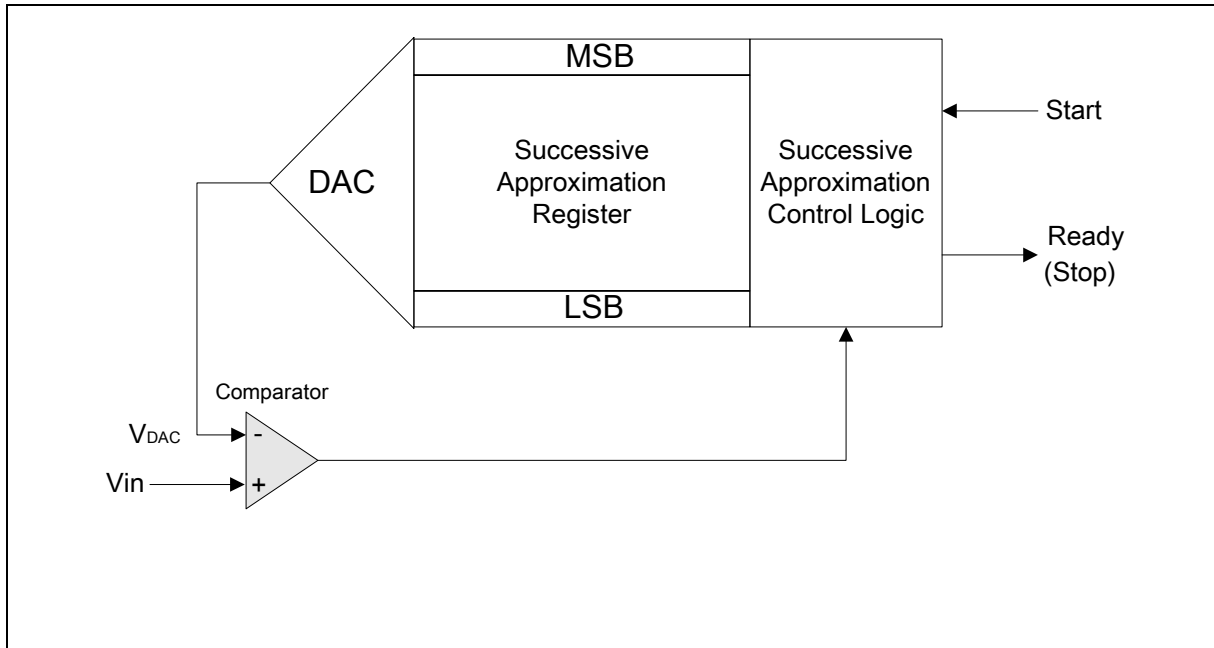 MSB
DAC
Successive
Approximation
Register
Successive
Approximation
Control Logic
LSB
Start
Ready
(Stop)
Comparator
VDAC
-
Vin
+